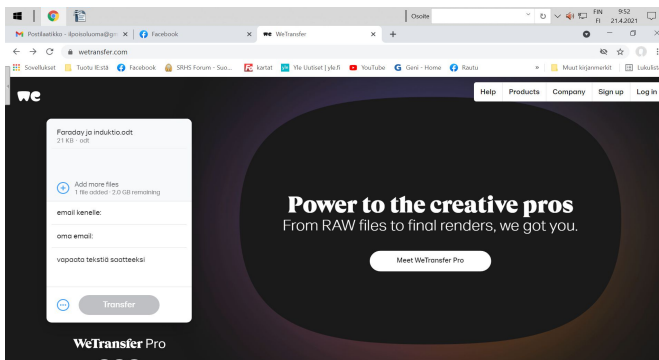 Osoite
FIN
FI
9:52
21.4.2021
Postilaatikko - ilpoisoluoma@gm
Facebook
WeTransfer
wetransfer.com
Sovellukset
Tuotu IE:stä
Facebook
SRHS Forum - Suo...
kartat
Yle Uutiset | yle.fi
YouTube
Geni - Home
Rautu
»
Muut kirjanmerkit
Lukulista
we
Help
Products
Company
Sign up
Log in
Faraday ja induktio.odt
21 KB - odt
Add more files
1 file added · 2.0 GB remaining
email kenelle:
oma email:
vapaata tekstiä saatteeksi
Transfer
WeTransfer Pro
Power to the creative pros
From RAW files to final renders, we got you.
Meet WeTransfer Pro